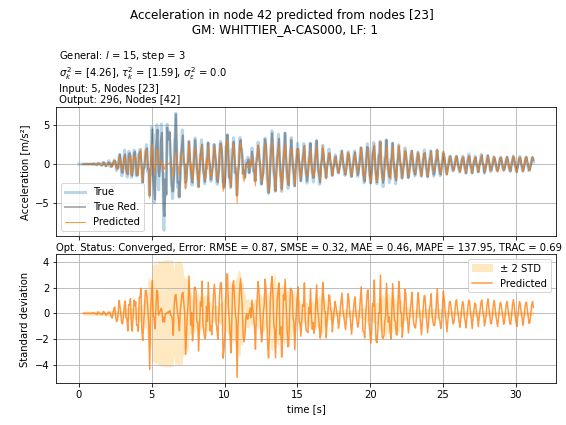 Acceleration in node 42 predicted from nodes [23]
GM: WHITTIER_A-CAS000, LF: 1
General: l = 15, step = 3
σ²ₖ = [4.26], τ²ₖ = [1.59], σ²ₜ = 0.0
Input: 5, Nodes [23]
Output: 296, Nodes [42]
Acceleration [m/s²]
5
0
−5
True
True Red.
Predicted
Opt. Status: Converged, Error: RMSE = 0.87, SMSE = 0.32, MAE = 0.46, MAPE = 137.95, TRAC = 0.69
Standard deviation
4
2
0
−2
−4
± 2 STD
Predicted
0 5 10 15 20 25 30
time [s]